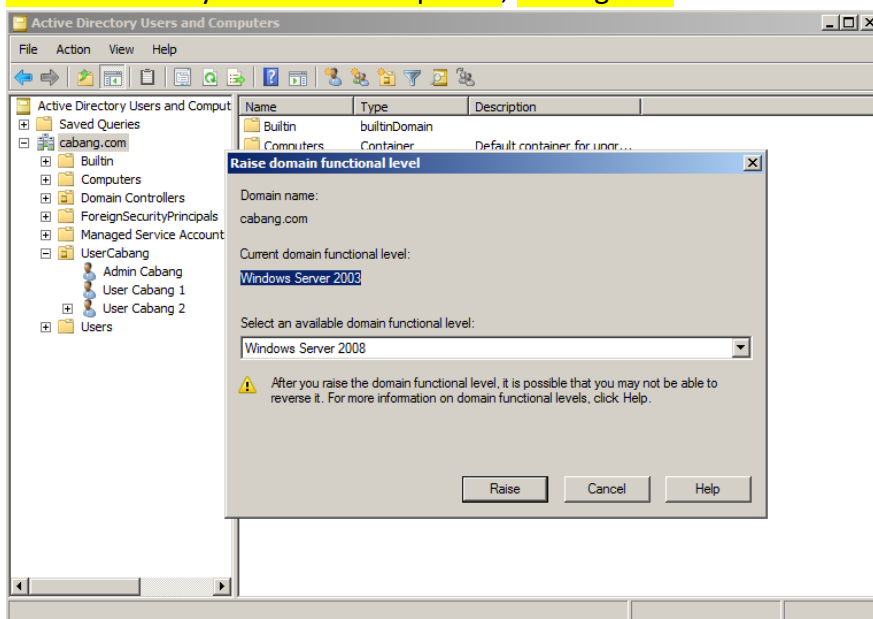 Active Directory Users and Computers
File Action View Help
Active Directory Users and Comput
Saved Queries
cabang.com
Builtin
Computers
Domain Controllers
ForeignSecurityPrincipals
Managed Service Account
UserCabang
Admin Cabang
User Cabang 1
User Cabang 2
Users
Name Type Description
Builtin builtinDomain
Computers Container Default container for upgr...
Raise domain functional level
Domain name:
cabang.com
Current domain functional level:
Windows Server 2003
Select an available domain functional level:
Windows Server 2008
After you raise the domain functional level, it is possible that you may not be able to
reverse it. For more information on domain functional levels, click Help.
Raise Cancel Help